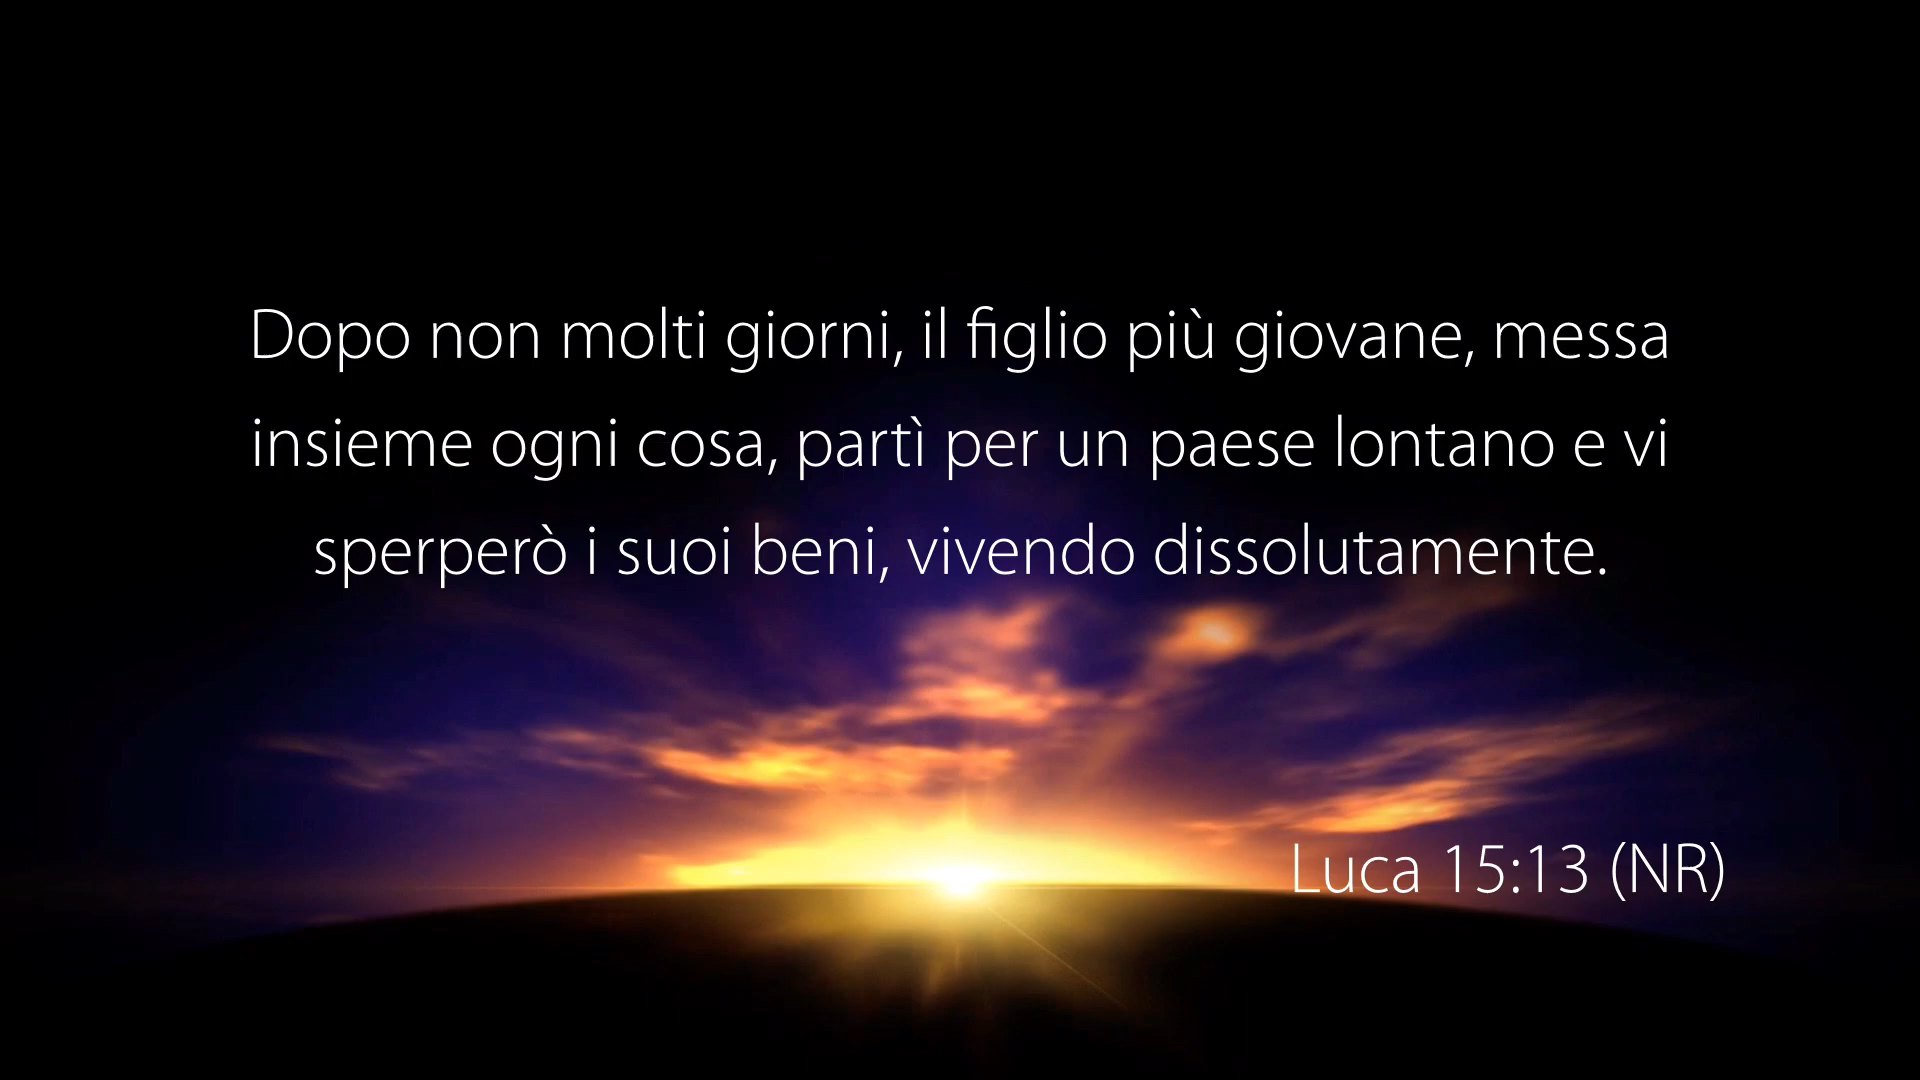 Dopo non molti giorni, il figlio più giovane, messa
insieme ogni cosa, partì per un paese lontano e vi
sperperò i suoi beni, vivendo dissolutamente.
Luca 15:13 (NR)